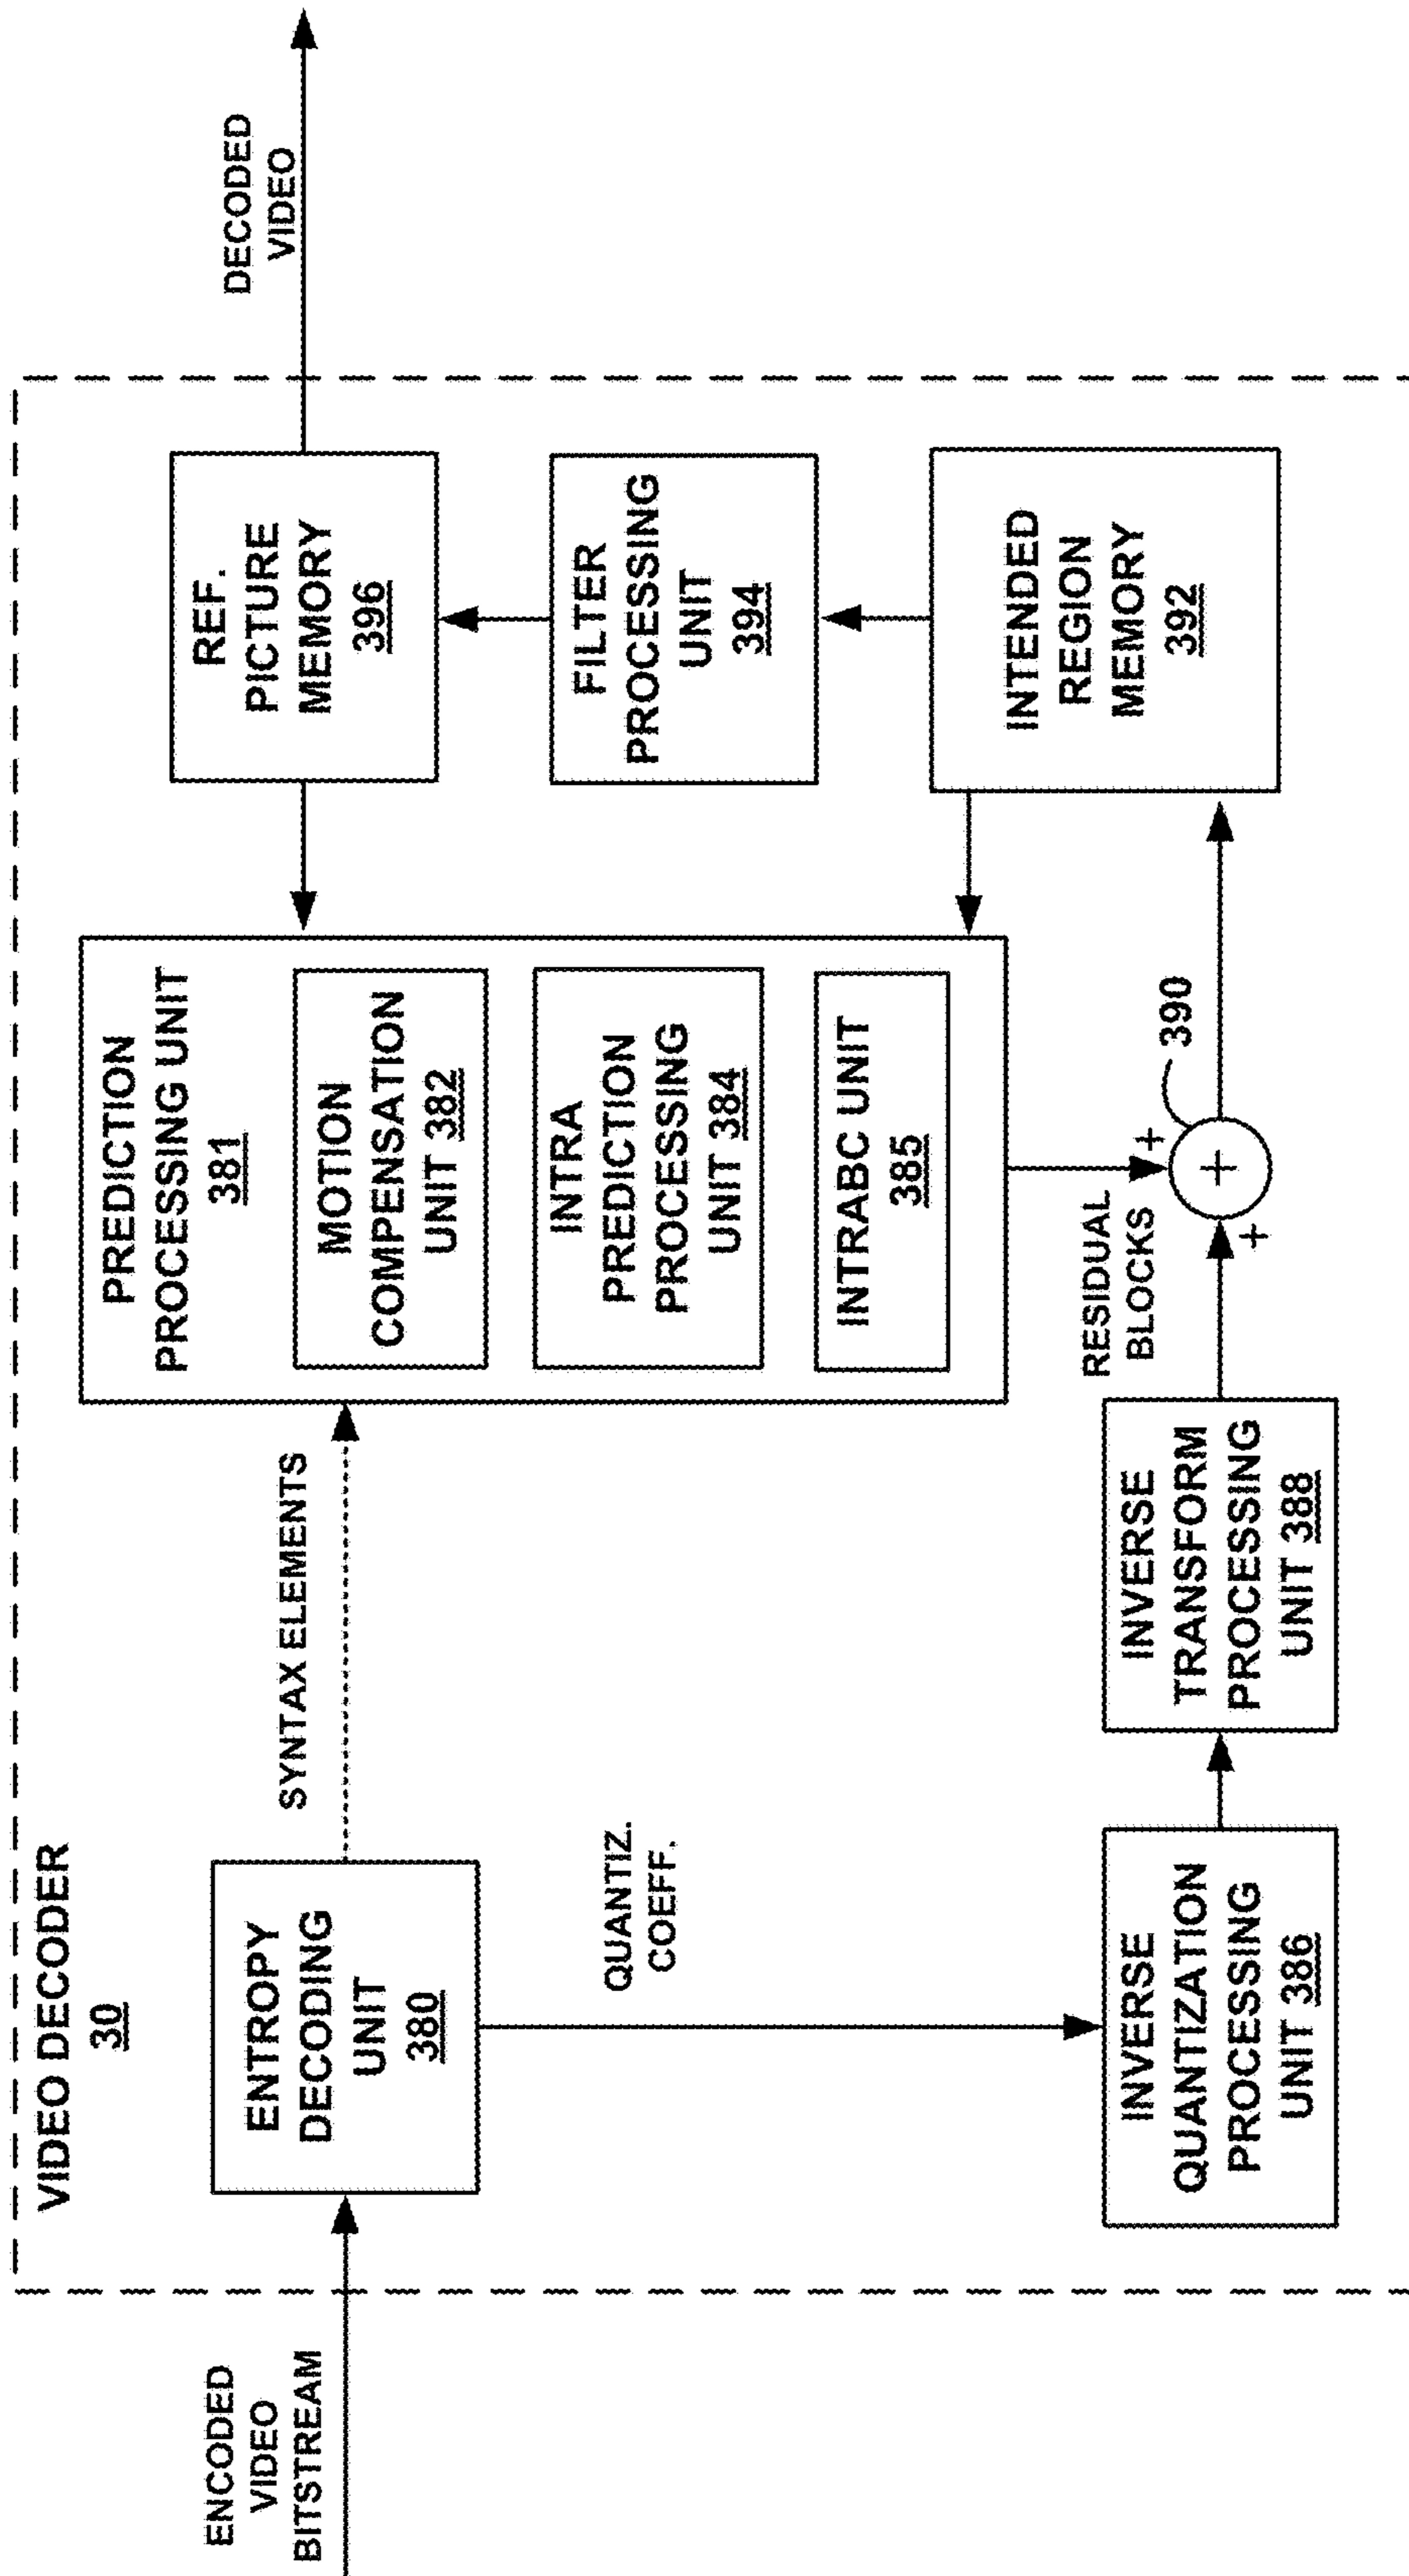 VIDEO DECODER
30
ENCODED
VIDEO
BITSTREAM
ENTROPY
DECODING
UNIT
380
SYNTAX ELEMENTS
QUANTIZ.
COEFF.
PREDICTION
PROCESSING UNIT
381
MOTION
COMPENSATION
UNIT 382
INTRA
PREDICTION
PROCESSING
UNIT 384
INTRABC UNIT
385
REF.
PICTURE
MEMORY
396
DECODED
VIDEO
FILTER
PROCESSING
UNIT
394
INTENDED
REGION
MEMORY
392
INVERSE
QUANTIZATION
PROCESSING
UNIT 386
INVERSE
TRANSFORM
PROCESSING
UNIT 388
RESIDUAL
BLOCKS
+
+
+
390